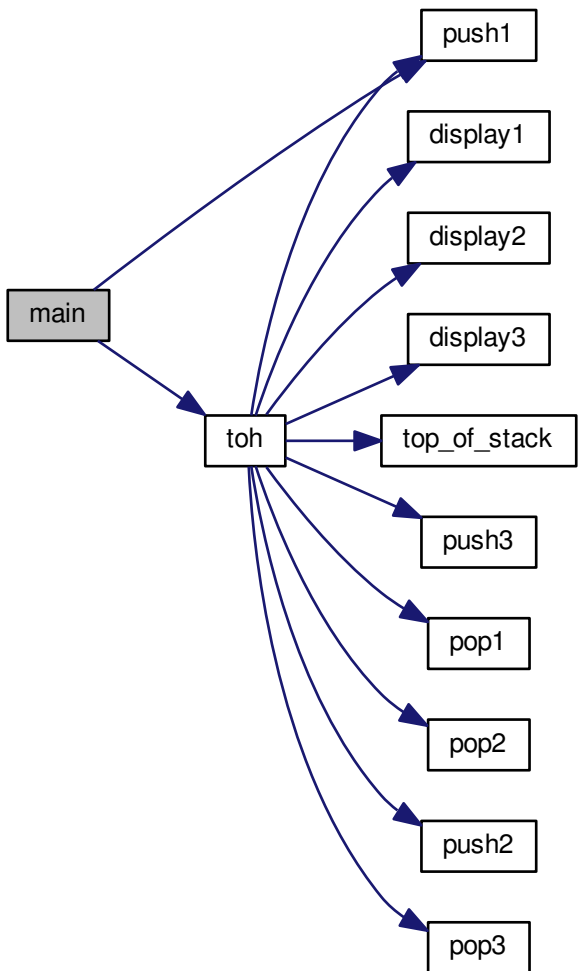 push1
display1
display2
main
display3
toh
top_of_stack
push3
pop1
pop2
push2
pop3